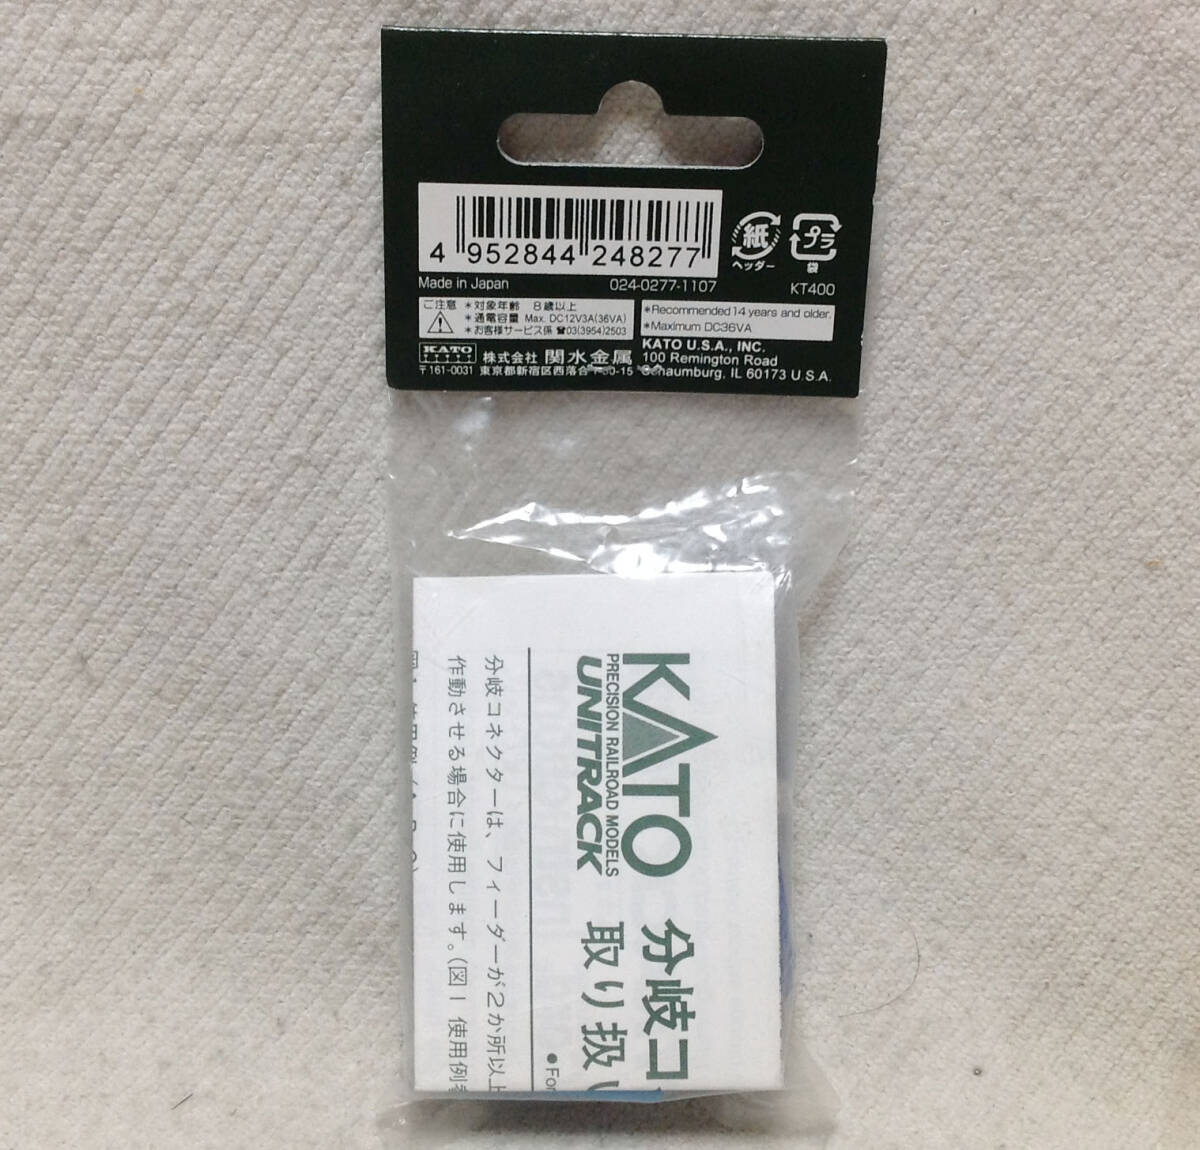 4 952844 248277
紙
ヘッダー
プラ
袋
Made in Japan
024-0277-1107
KT400
ご注意 *対象年齢 8歳以上
*通電容量 Max. DC12V3A(36VA)
*お客様サービス係 ☎03(3954)2503
*Recommended 14 years and older.
*Maximum DC36VA
KATO
株式会社 関水金属
〒161-0031 東京都新宿区西落合1-30-15
KATO U.S.A., INC.
100 Remington Road
Schaumburg, IL 60173 U.S.A.
KATO 分岐コ
PRECISION RAILROAD MODELS
UNITRACK 取り扱い
●For
分岐コネクターは、フィーダーが2か所以上
作動させる場合に使用します。(図1 使用例を